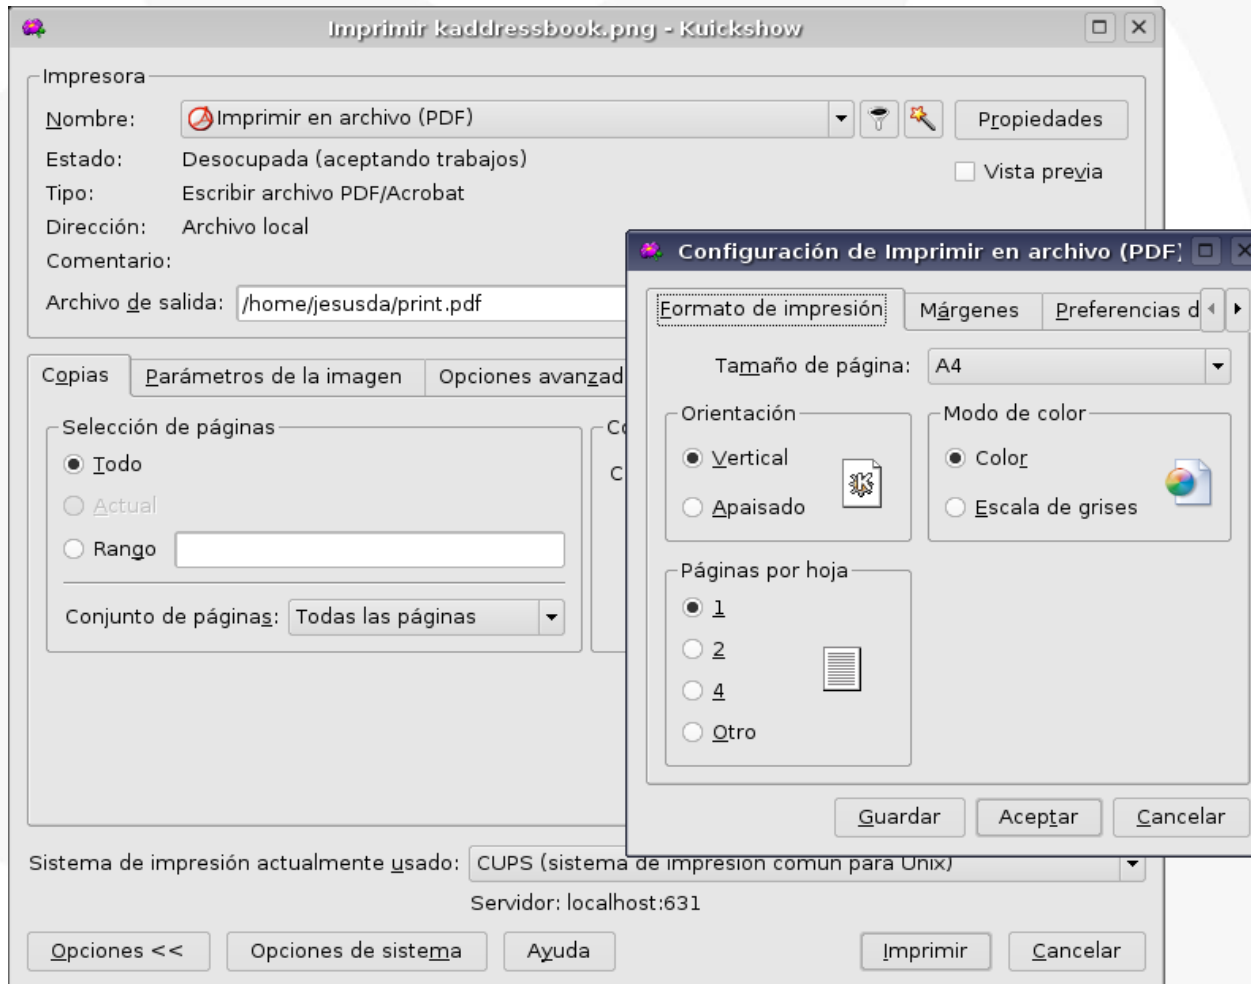 Imprimir kaddressbook.png - Kuickshow
Impresora
Nombre: Imprimir en archivo (PDF) Propiedades
Estado: Desocupada (aceptando trabajos)
Vista previa
Tipo: Escribir archivo PDF/Acrobat
Dirección: Archivo local
Comentario:
Archivo de salida: /home/jesusda/print.pdf
Copias Parámetros de la imagen Opciones
Selección de páginas
Todo
Actual
Rango
Conjunto de páginas: Todas las páginas
Configuración de Imprimir en archivo (PDF)
Formato de impresión Márgenes Preferencias
Tamaño de página: A4
Orientación
Vertical
Apaisado
Modo de color
Color
Escala de grises
Páginas por hoja
1
2
4
Otro
Guardar Aceptar Cancelar
Sistema de impresión actualmente usado: CUPS (sistema de impresión común para Unix)
Servidor: localhost:631
Opciones << Opciones de sistema Ayuda Imprimir Cancelar